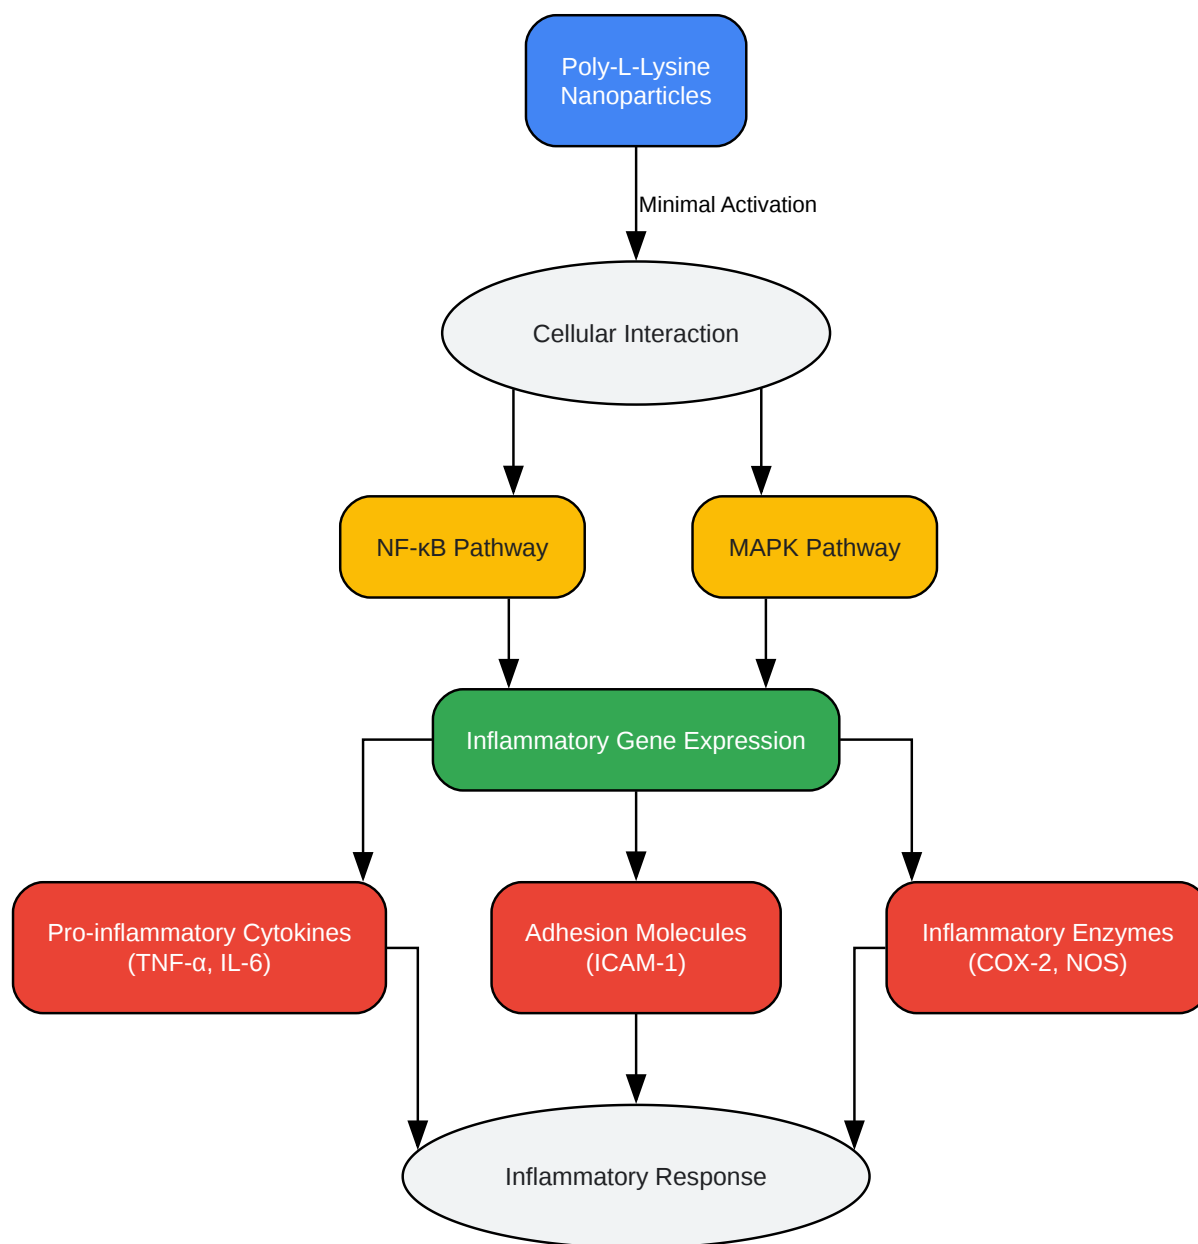 Poly-L-Lysine
Nanoparticles
Minimal Activation
Cellular Interaction
NF-κB Pathway
MAPK Pathway
Inflammatory Gene Expression
Pro-inflammatory Cytokines
(TNF-α, IL-6)
Adhesion Molecules
(ICAM-1)
Inflammatory Enzymes
(COX-2, NOS)
Inflammatory Response